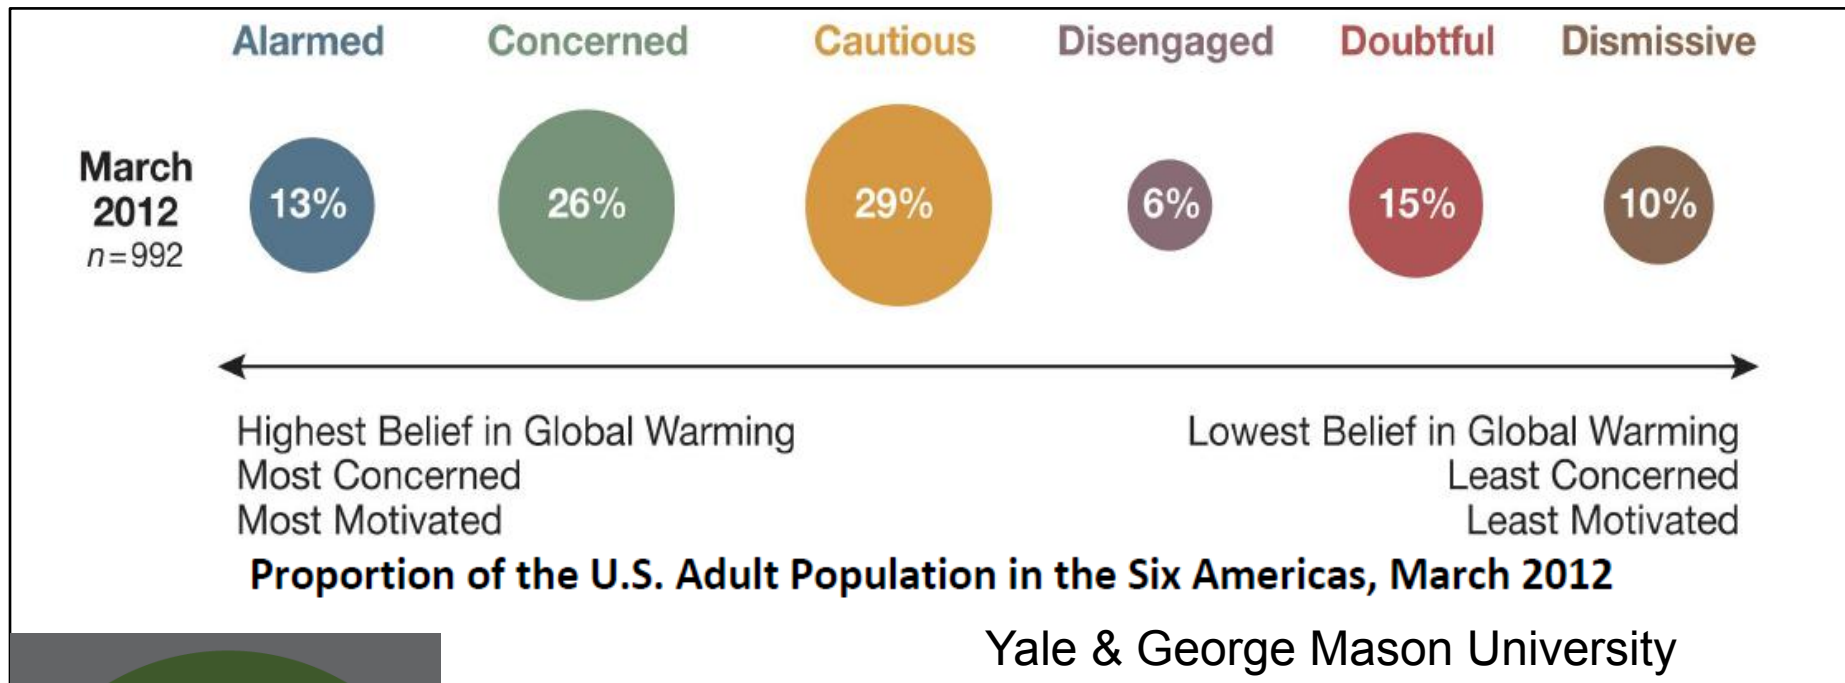 Alarmed Concerned Cautious Disengaged Doubtful Dismissive
March
2012
n=992
13% 26% 29% 6% 15% 10%
Highest Belief in Global Warming
Most Concerned
Most Motivated
Lowest Belief in Global Warming
Least Concerned
Least Motivated
Proportion of the U.S. Adult Population in the Six Americas, March 2012
Yale & George Mason University